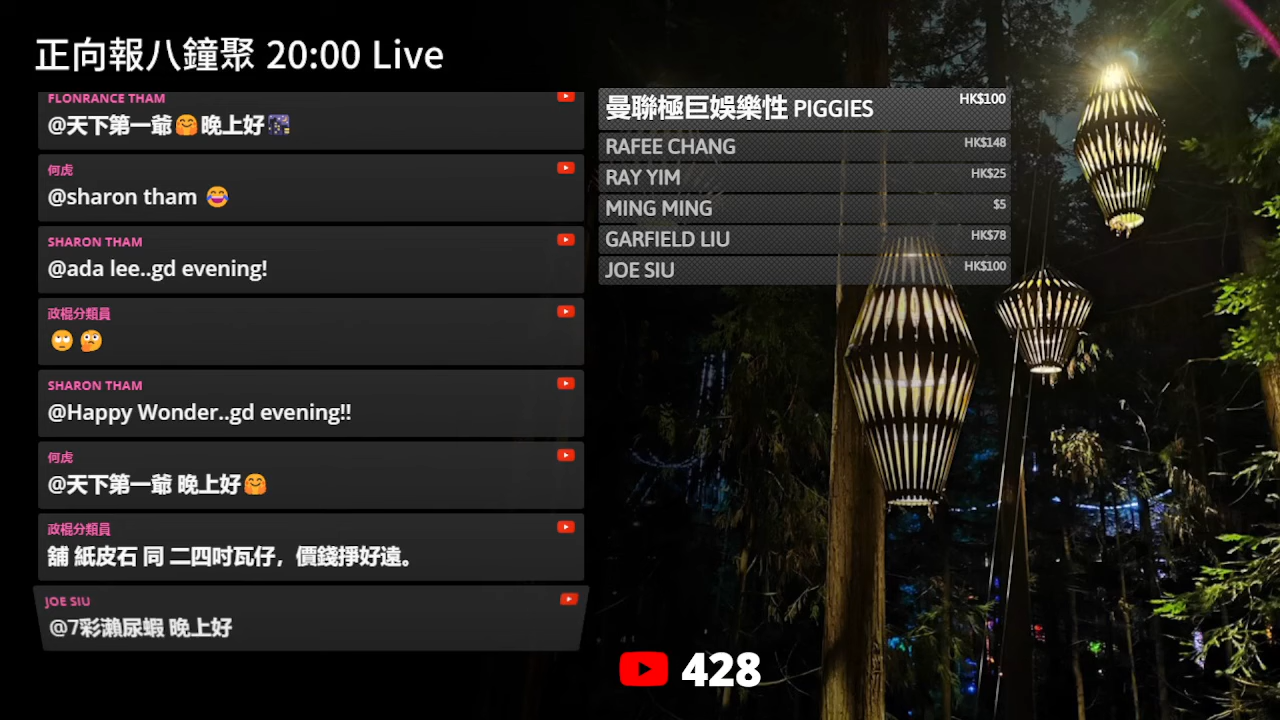 正向報八鐘聚 20:00 Live
FLONRANCE THAM
@天下第一爺🤗晚上好🎆
何虎
@sharon tham 😂
SHARON THAM
@ada lee..gd evening!
政棍分類員
🙄 🤔
SHARON THAM
@Happy Wonder..gd evening!!
何虎
@天下第一爺 晚上好🤗
政棍分類員
舖 紙皮石 同 二四吋瓦仔，價錢掙好遠。
JOE SIU
@7彩瀨尿蝦 晚上好
曼聯極巨娛樂性 PIGGIES HK$100
RAFEE CHANG HK$148
RAY YIM HK$25
MING MING $5
GARFIELD LIU HK$78
JOE SIU HK$100
428